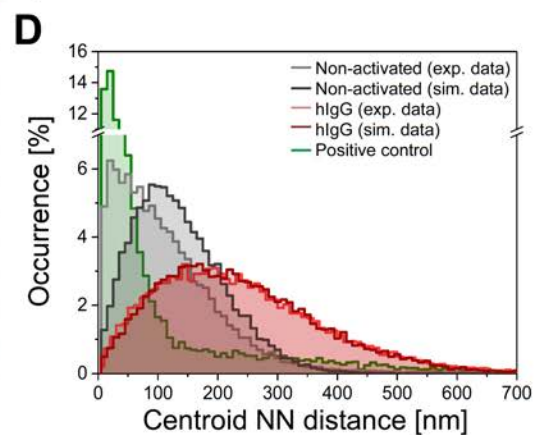 D
16
14
12
6
4
2
0
Occurrence [%]
Non-activated (exp. data)
Non-activated (sim. data)
hIgG (exp. data)
hIgG (sim. data)
Positive control
0 100 200 300 400 500 600 700
Centroid NN distance [nm]